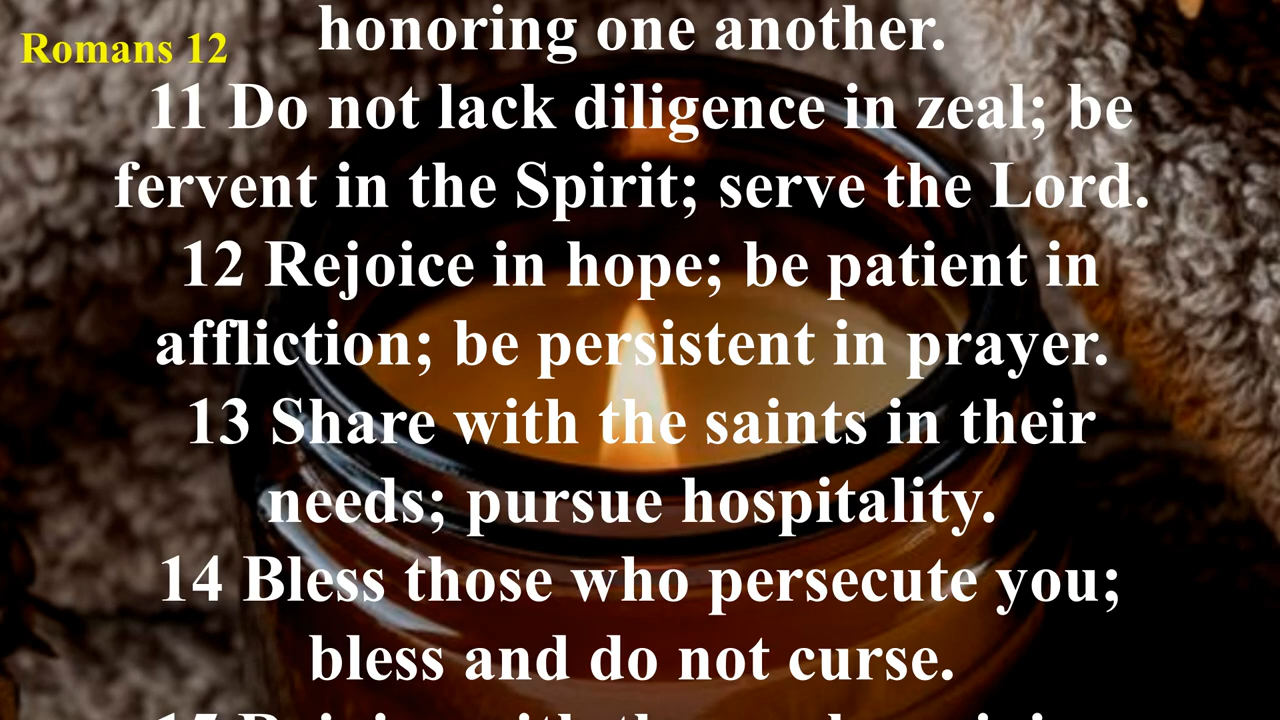 Romans 12
honoring one another.
11 Do not lack diligence in zeal; be
fervent in the Spirit; serve the Lord.
12 Rejoice in hope; be patient in
affliction; be persistent in prayer.
13 Share with the saints in their
needs; pursue hospitality.
14 Bless those who persecute you;
bless and do not curse.